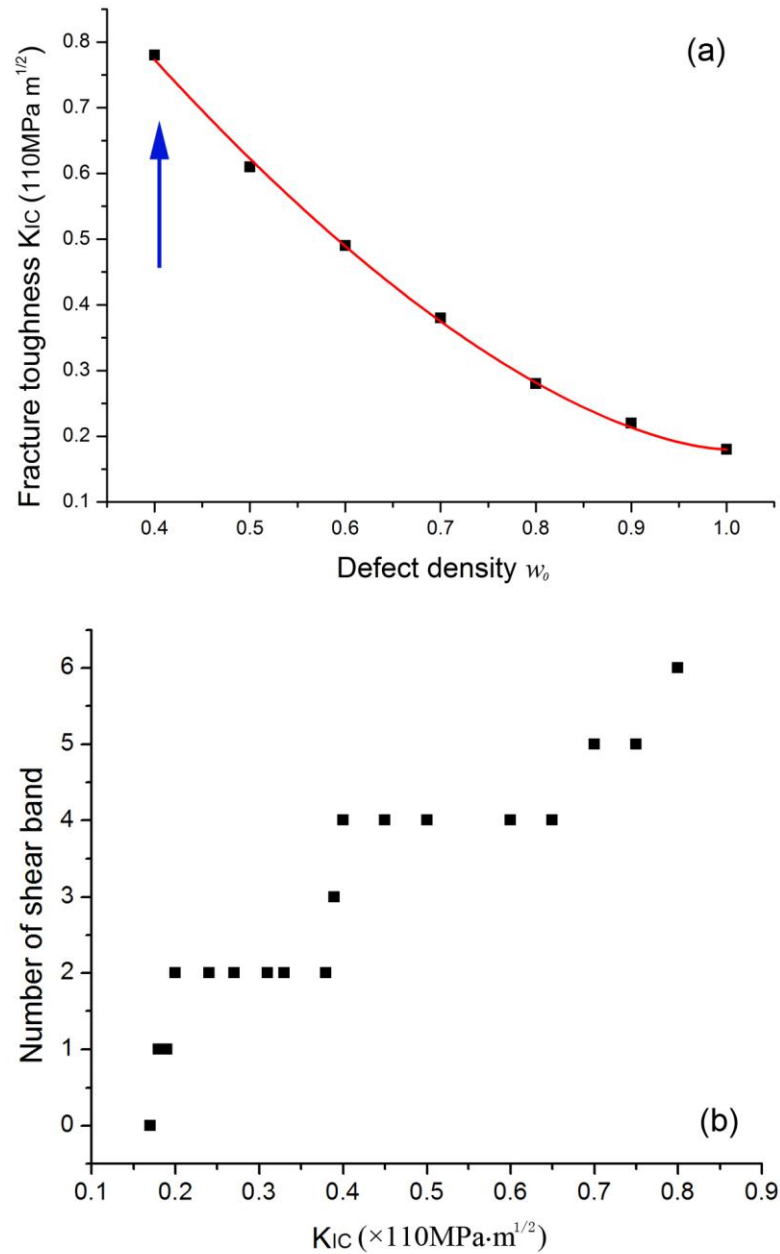 (a)
Fracture toughness KIC (110MPa m1/2)
0.8
0.7
0.6
0.5
0.4
0.3
0.2
0.1
0.4 0.5 0.6 0.7 0.8 0.9 1.0
Defect density w0
Number of shear band
6
5
4
3
2
1
0
(b)
0.1 0.2 0.3 0.4 0.5 0.6 0.7 0.8 0.9
KIC (×110MPa·m1/2)